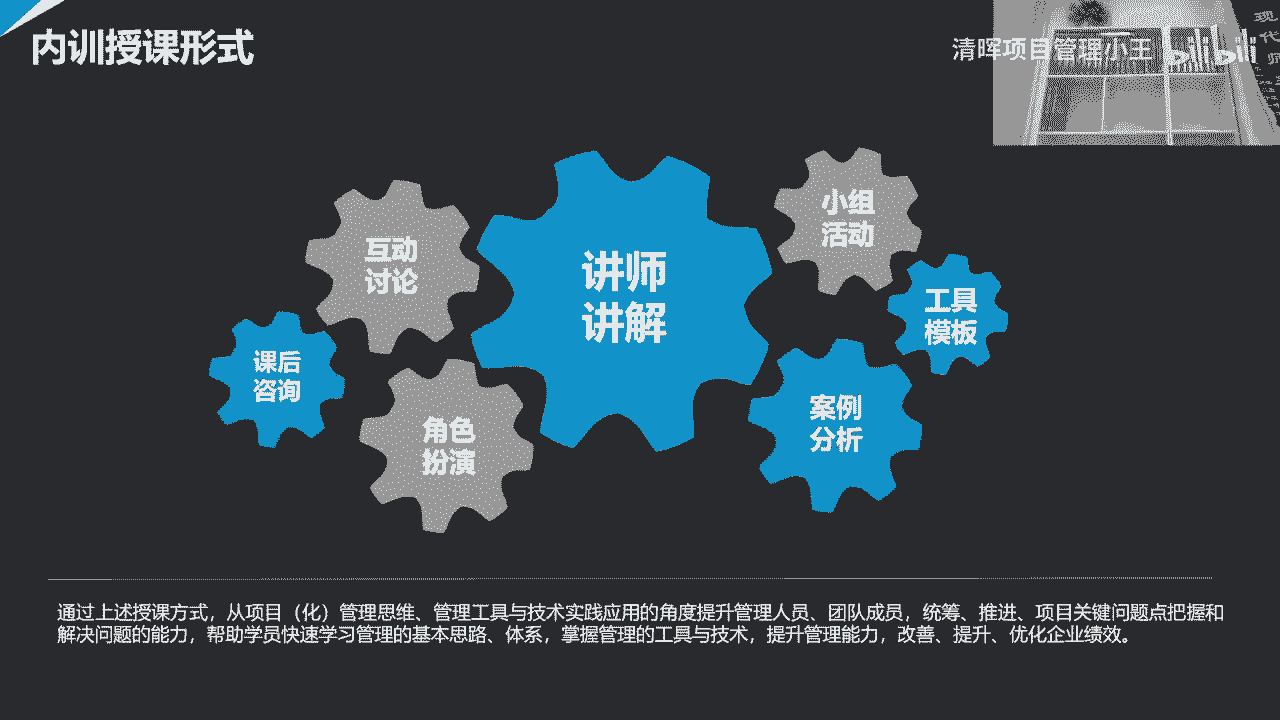 内训授课形式
清晖项目管理小王 bilibili
现
代
师
互动
讨论
讲师
讲解
小组
活动
工具
模板
课后
咨询
角色
扮演
案例
分析
通过上述授课方式，从项目（化）管理思维、管理工具与技术实践应用的角度提升管理人员、团队成员，统筹、推进、项目关键问题点把握和
解决问题的能力，帮助学员快速学习管理的基本思路、体系，掌握管理的工具与技术，提升管理能力，改善、提升、优化企业绩效。